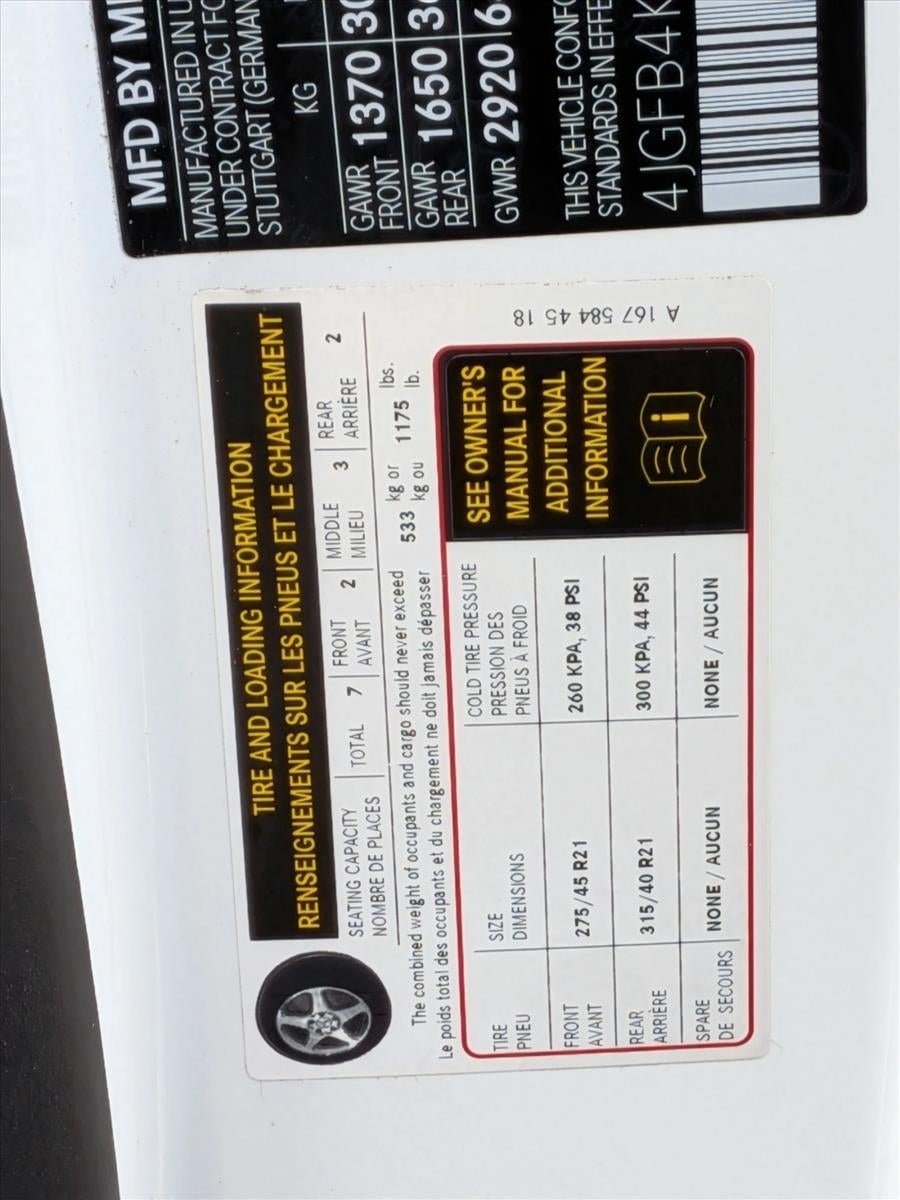 TIRE AND LOADING INFORMATION
RENSEIGNEMENTS SUR LES PNEUS ET LE CHARGEMENT
SEATING CAPACITY
NOMBRE DE PLACES
TOTAL 7
FRONT
AVANT
2
MIDDLE
MILIEU
3
REAR
ARRIÈRE
2
The combined weight of occupants and cargo should never exceed
Le poids total des occupants et du chargement ne doit jamais dépasser
533
kg or
kg ou
1175
lbs.
lb.
TIRE
PNEU
SIZE
DIMENSIONS
COLD TIRE PRESSURE
PRESSION DES
PNEUS À FROID
FRONT
AVANT
275/45 R21
260 KPA, 38 PSI
REAR
ARRIÈRE
315/40 R21
300 KPA, 44 PSI
SPARE
DE SECOURS
NONE / AUCUN
NONE / AUCUN
SEE OWNER'S
MANUAL FOR
ADDITIONAL
INFORMATION
i
A 167 584 45 18
MFD BY
MANUFACTURED IN
UNDER CONTRACT
STUTTGART (GERMAN
KG
GAWR
FRONT
1370
GAWR
REAR
1650
GVWR 2920
THIS VEHICLE
STANDARDS IN
4JGFB4K